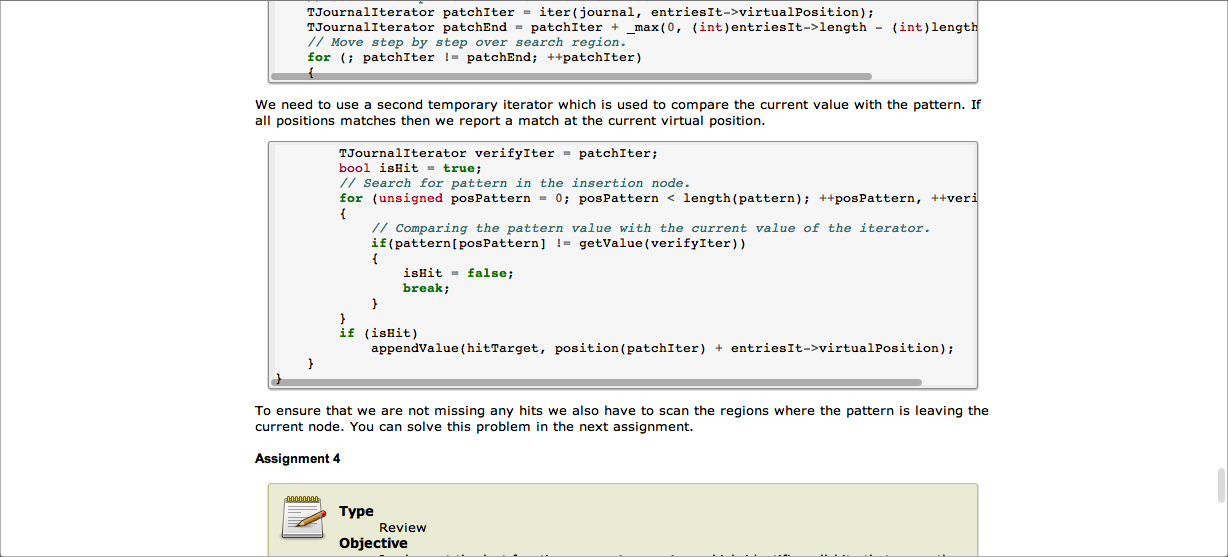 TJournalIterator patchIter = iter(journal, entriesIt->virtualPosition);
TJournalIterator patchEnd = patchIter + _max(0, (int)entriesIt->length - (int)length
// Move step by step over search region.
for (; patchIter != patchEnd; ++patchIter)
{
We need to use a second temporary iterator which is used to compare the current value with the pattern. If
all positions matches then we report a match at the current virtual position.
TJournalIterator verifyIter = patchIter;
bool isHit = true;
// Search for pattern in the insertion node.
for (unsigned posPattern = 0; posPattern < length(pattern); ++posPattern, ++veri
{
// Comparing the pattern value with the current value of the iterator.
if(pattern[posPattern] != getValue(verifyIter))
{
isHit = false;
break;
}
}
if (isHit)
appendValue(hitTarget, position(patchIter) + entriesIt->virtualPosition);
}
}
To ensure that we are not missing any hits we also have to scan the regions where the pattern is leaving the
current node. You can solve this problem in the next assignment.
Assignment 4
Type
Review
Objective